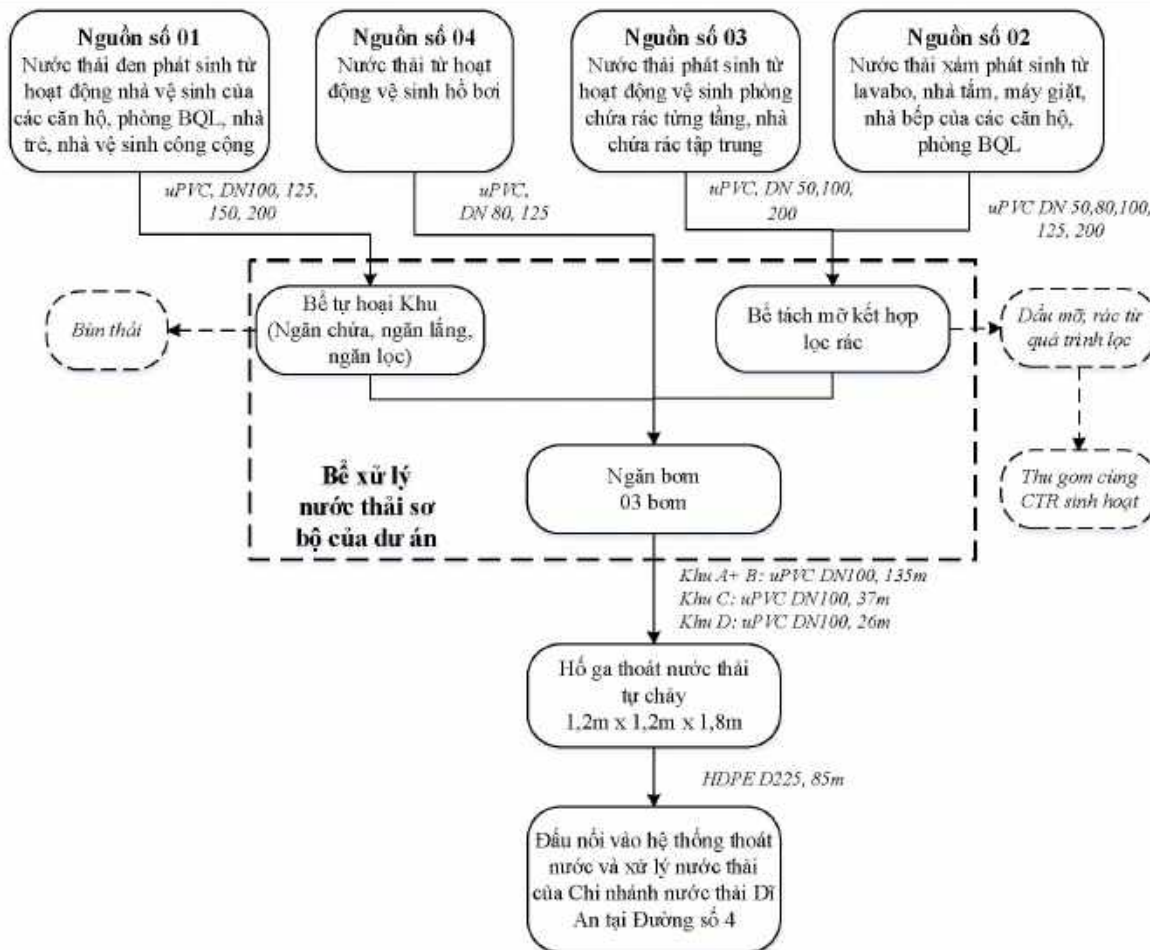 Nguồn số 01
Nước thải đen phát sinh từ
hoạt động nhà vệ sinh của
các căn hộ, phòng BQL, nhà
trẻ, nhà vệ sinh công cộng
Nguồn số 04
Nước thải từ hoạt
động vệ sinh hồ bơi
Nguồn số 03
Nước thải phát sinh từ
hoạt động vệ sinh phòng
chứa rác từng tầng, nhà
chứa rác tập trung
Nguồn số 02
Nước thải xám phát sinh từ
lavabo, nhà tắm, máy giặt,
nhà bếp của các căn hộ,
phòng BQL
uPVC, DN100, 125,
150, 200
uPVC,
DN 80, 125
uPVC, DN 50,100,
200
uPVC DN 50,80,100,
125, 200
Bùn thải
Bể tự hoại Khu
(Ngăn chứa, ngăn lắng,
ngăn lọc)
Bể tách mỡ kết hợp
lọc rác
Dầu mỡ, rác từ
quá trình lọc
Bể xử lý
nước thải sơ
bộ của dự án
Ngăn bơm
03 bơm
Thu gom cùng
CTR sinh hoạt
Khu A+ B: uPVC DN100, 135m
Khu C: uPVC DN100, 37m
Khu D: uPVC DN100, 26m
Hố ga thoát nước thải
tự chảy
1,2m x 1,2m x 1,8m
HDPE D225, 85m
Đấu nối vào hệ thống thoát
nước và xử lý nước thải
của Chi nhánh nước thải Dĩ
An tại Đường số 4